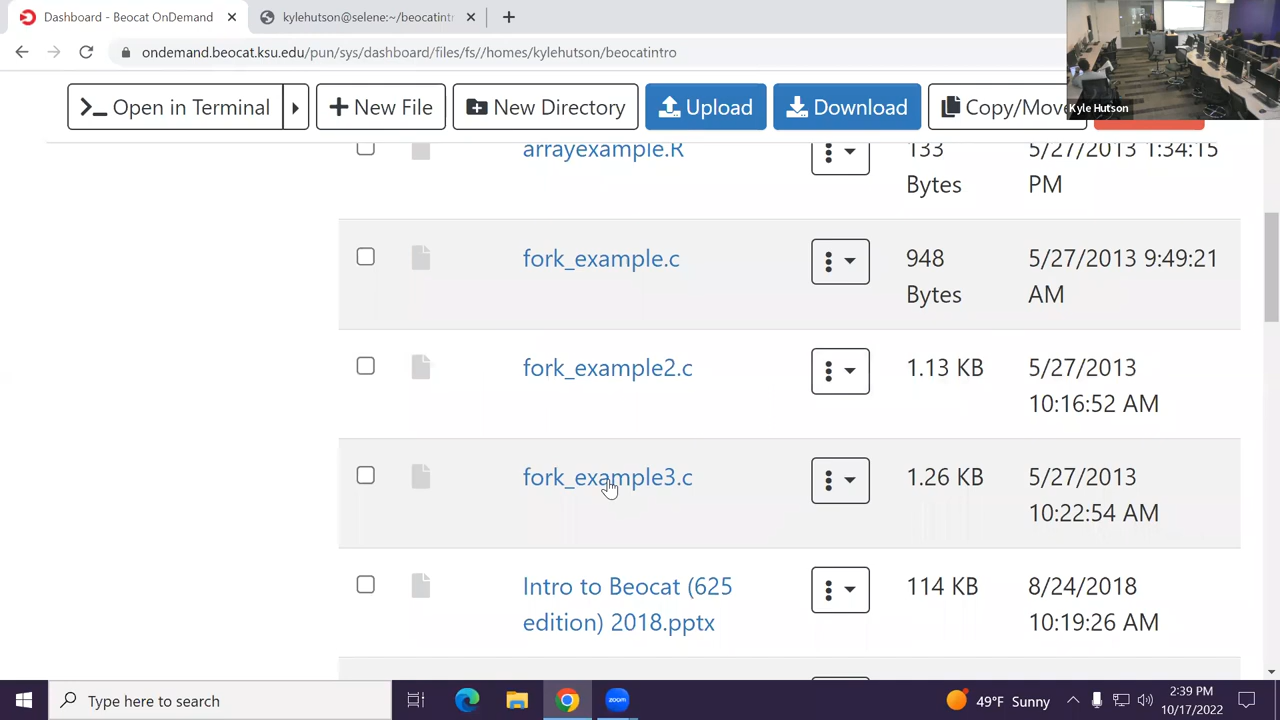 Dashboard - Beocat OnDemand
kylehutson@selene:~/beocatintr
ondemand.beocat.ksu.edu/pun/sys/dashboard/files/fs//homes/kylehutson/beocatintro
Kyle Hutson
>_ Open in Terminal
+ New File
New Directory
Upload
Download
Copy/Move
arrayexample.R
133
Bytes
5/27/2013 1:34:15
PM
fork_example.c
948
Bytes
5/27/2013 9:49:21
AM
fork_example2.c
1.13 KB
5/27/2013
10:16:52 AM
fork_example3.c
1.26 KB
5/27/2013
10:22:54 AM
Intro to Beocat (625
edition) 2018.pptx
114 KB
8/24/2018
10:19:26 AM
Type here to search
zoom
49°F Sunny
2:39 PM
10/17/2022